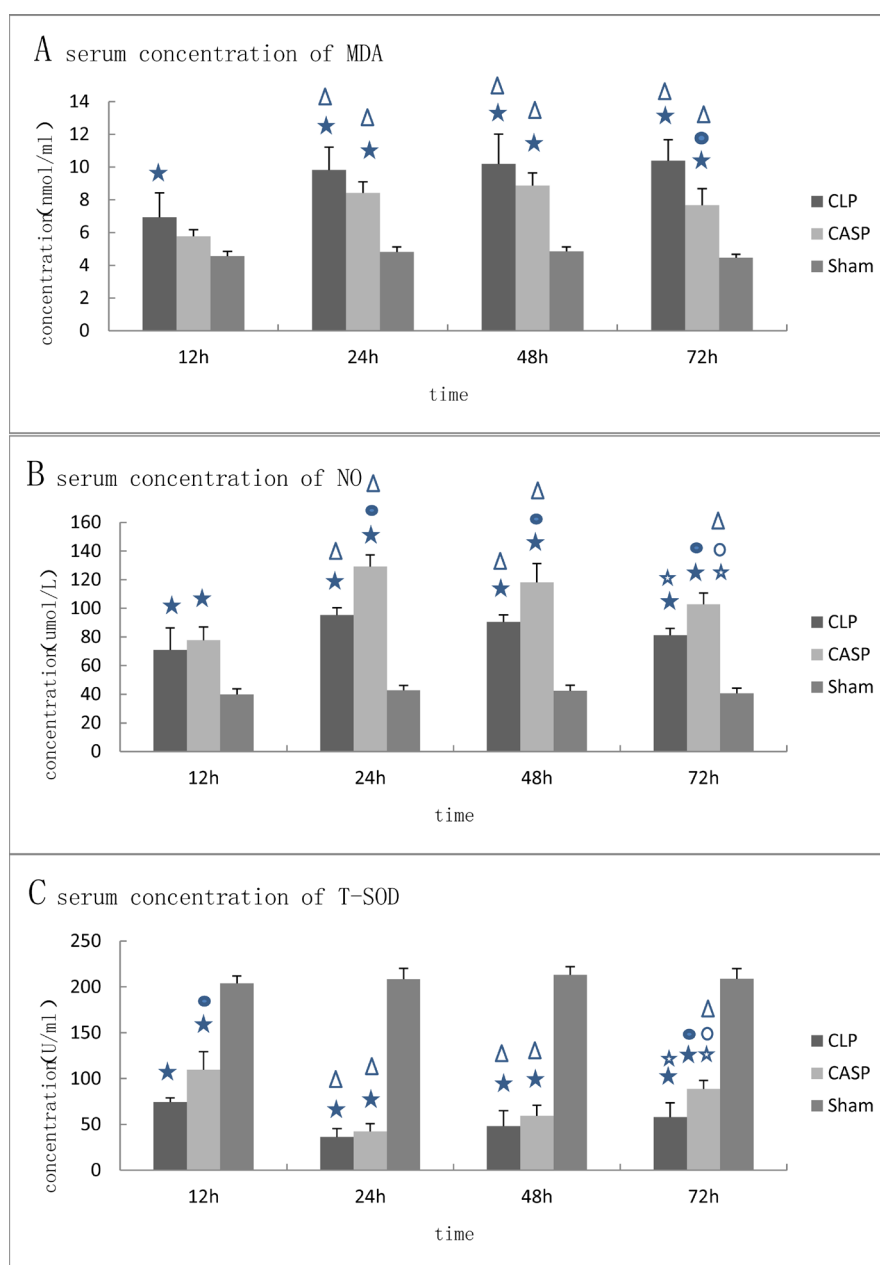 A serum concentration of MDA
concentration(nmol/ml)
14
12
10
8
6
4
2
0
12h 24h 48h 72h
time
CLP
CASP
Sham
B serum concentration of NO
concentration(umol/L)
160
140
120
100
80
60
40
20
0
12h 24h 48h 72h
time
CLP
CASP
Sham
C serum concentration of T-SOD
concentration(U/ml)
250
200
150
100
50
0
12h 24h 48h 72h
time
CLP
CASP
Sham